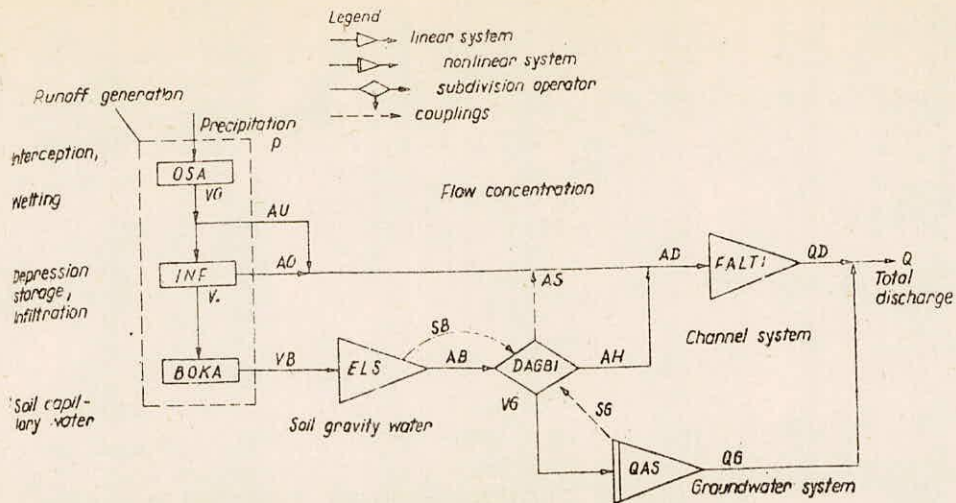 Legend
linear system
nonlinear system
subdivision operator
couplings
Runoff generation
Precipitation
P
Interception,
Wetting
OSA
VO
AU
Flow concentration
Depression
storage,
Infiltration
INF
AO
V.
AS
AD
FALTI
QD
Q
Total
discharge
Channel system
BOKA
VB
ELS
SB
AB
DAGBI
AH
VG
SG
Soil capil-
lary water
Soil gravity water
QAS
QG
Groundwater system